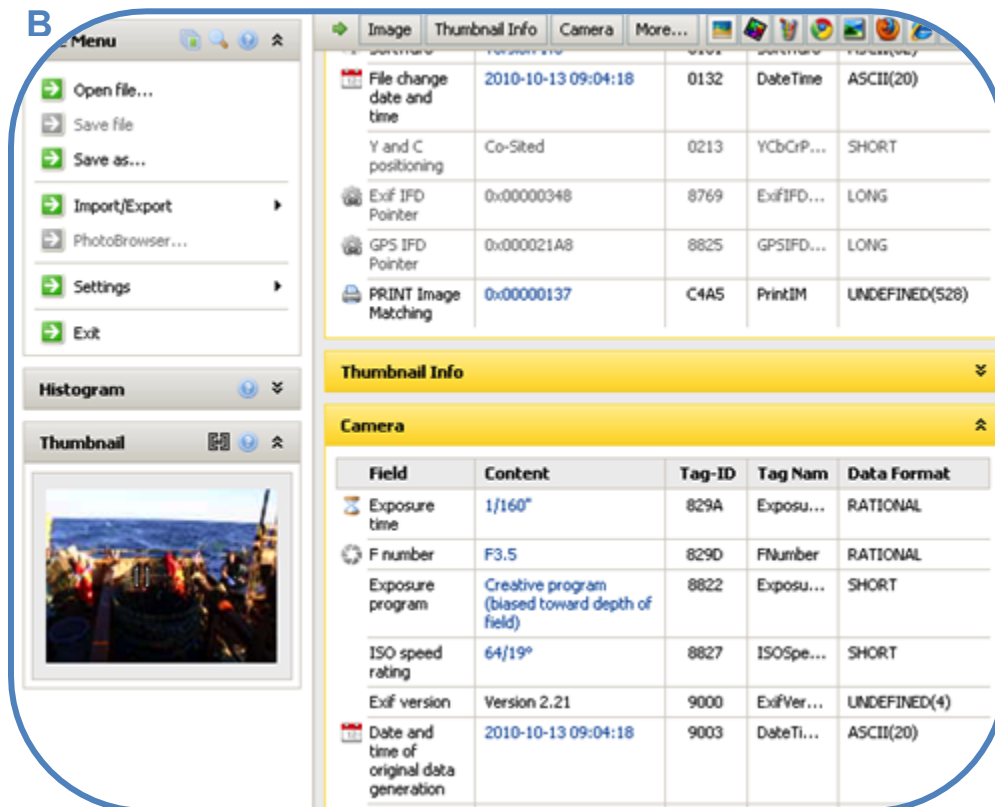 B
Menu
Open file...
Save file
Save as...
Import/Export
PhotoBrowser...
Settings
Exit
Histogram
Thumbnail
Image Thumbnail Info Camera More...
File change 2010-10-13 09:04:18 0132 DateTime ASCII(20)
date and
time
Y and C Co-Sited 0213 YCbCrP... SHORT
positioning
Exif IFD 0x00000348 8769 ExifIFD... LONG
Pointer
GPS IFD 0x000021A8 8825 GPSIFD... LONG
Pointer
PRINT Image 0x00000137 C4A5 PrintIM UNDEFINED(528)
Matching
Thumbnail Info
Camera
Field Content Tag-ID Tag Nam Data Format
Exposure 1/160" 829A Exposu... RATIONAL
time
F number F3.5 829D FNumber RATIONAL
Exposure Creative program 8822 Exposu... SHORT
program (biased toward depth of
field)
ISO speed 64/19° 8827 ISOSpe... SHORT
rating
Exif version Version 2.21 9000 ExifVer... UNDEFINED(4)
Date and 2010-10-13 09:04:18 9003 DateTi... ASCII(20)
time of
original data
generation